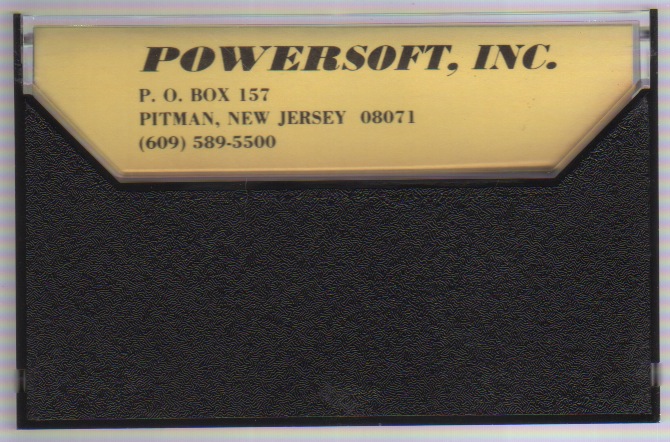 POWERSOFT, INC.
P. O. BOX 157
PITMAN, NEW JERSEY 08071
(609) 589-5500